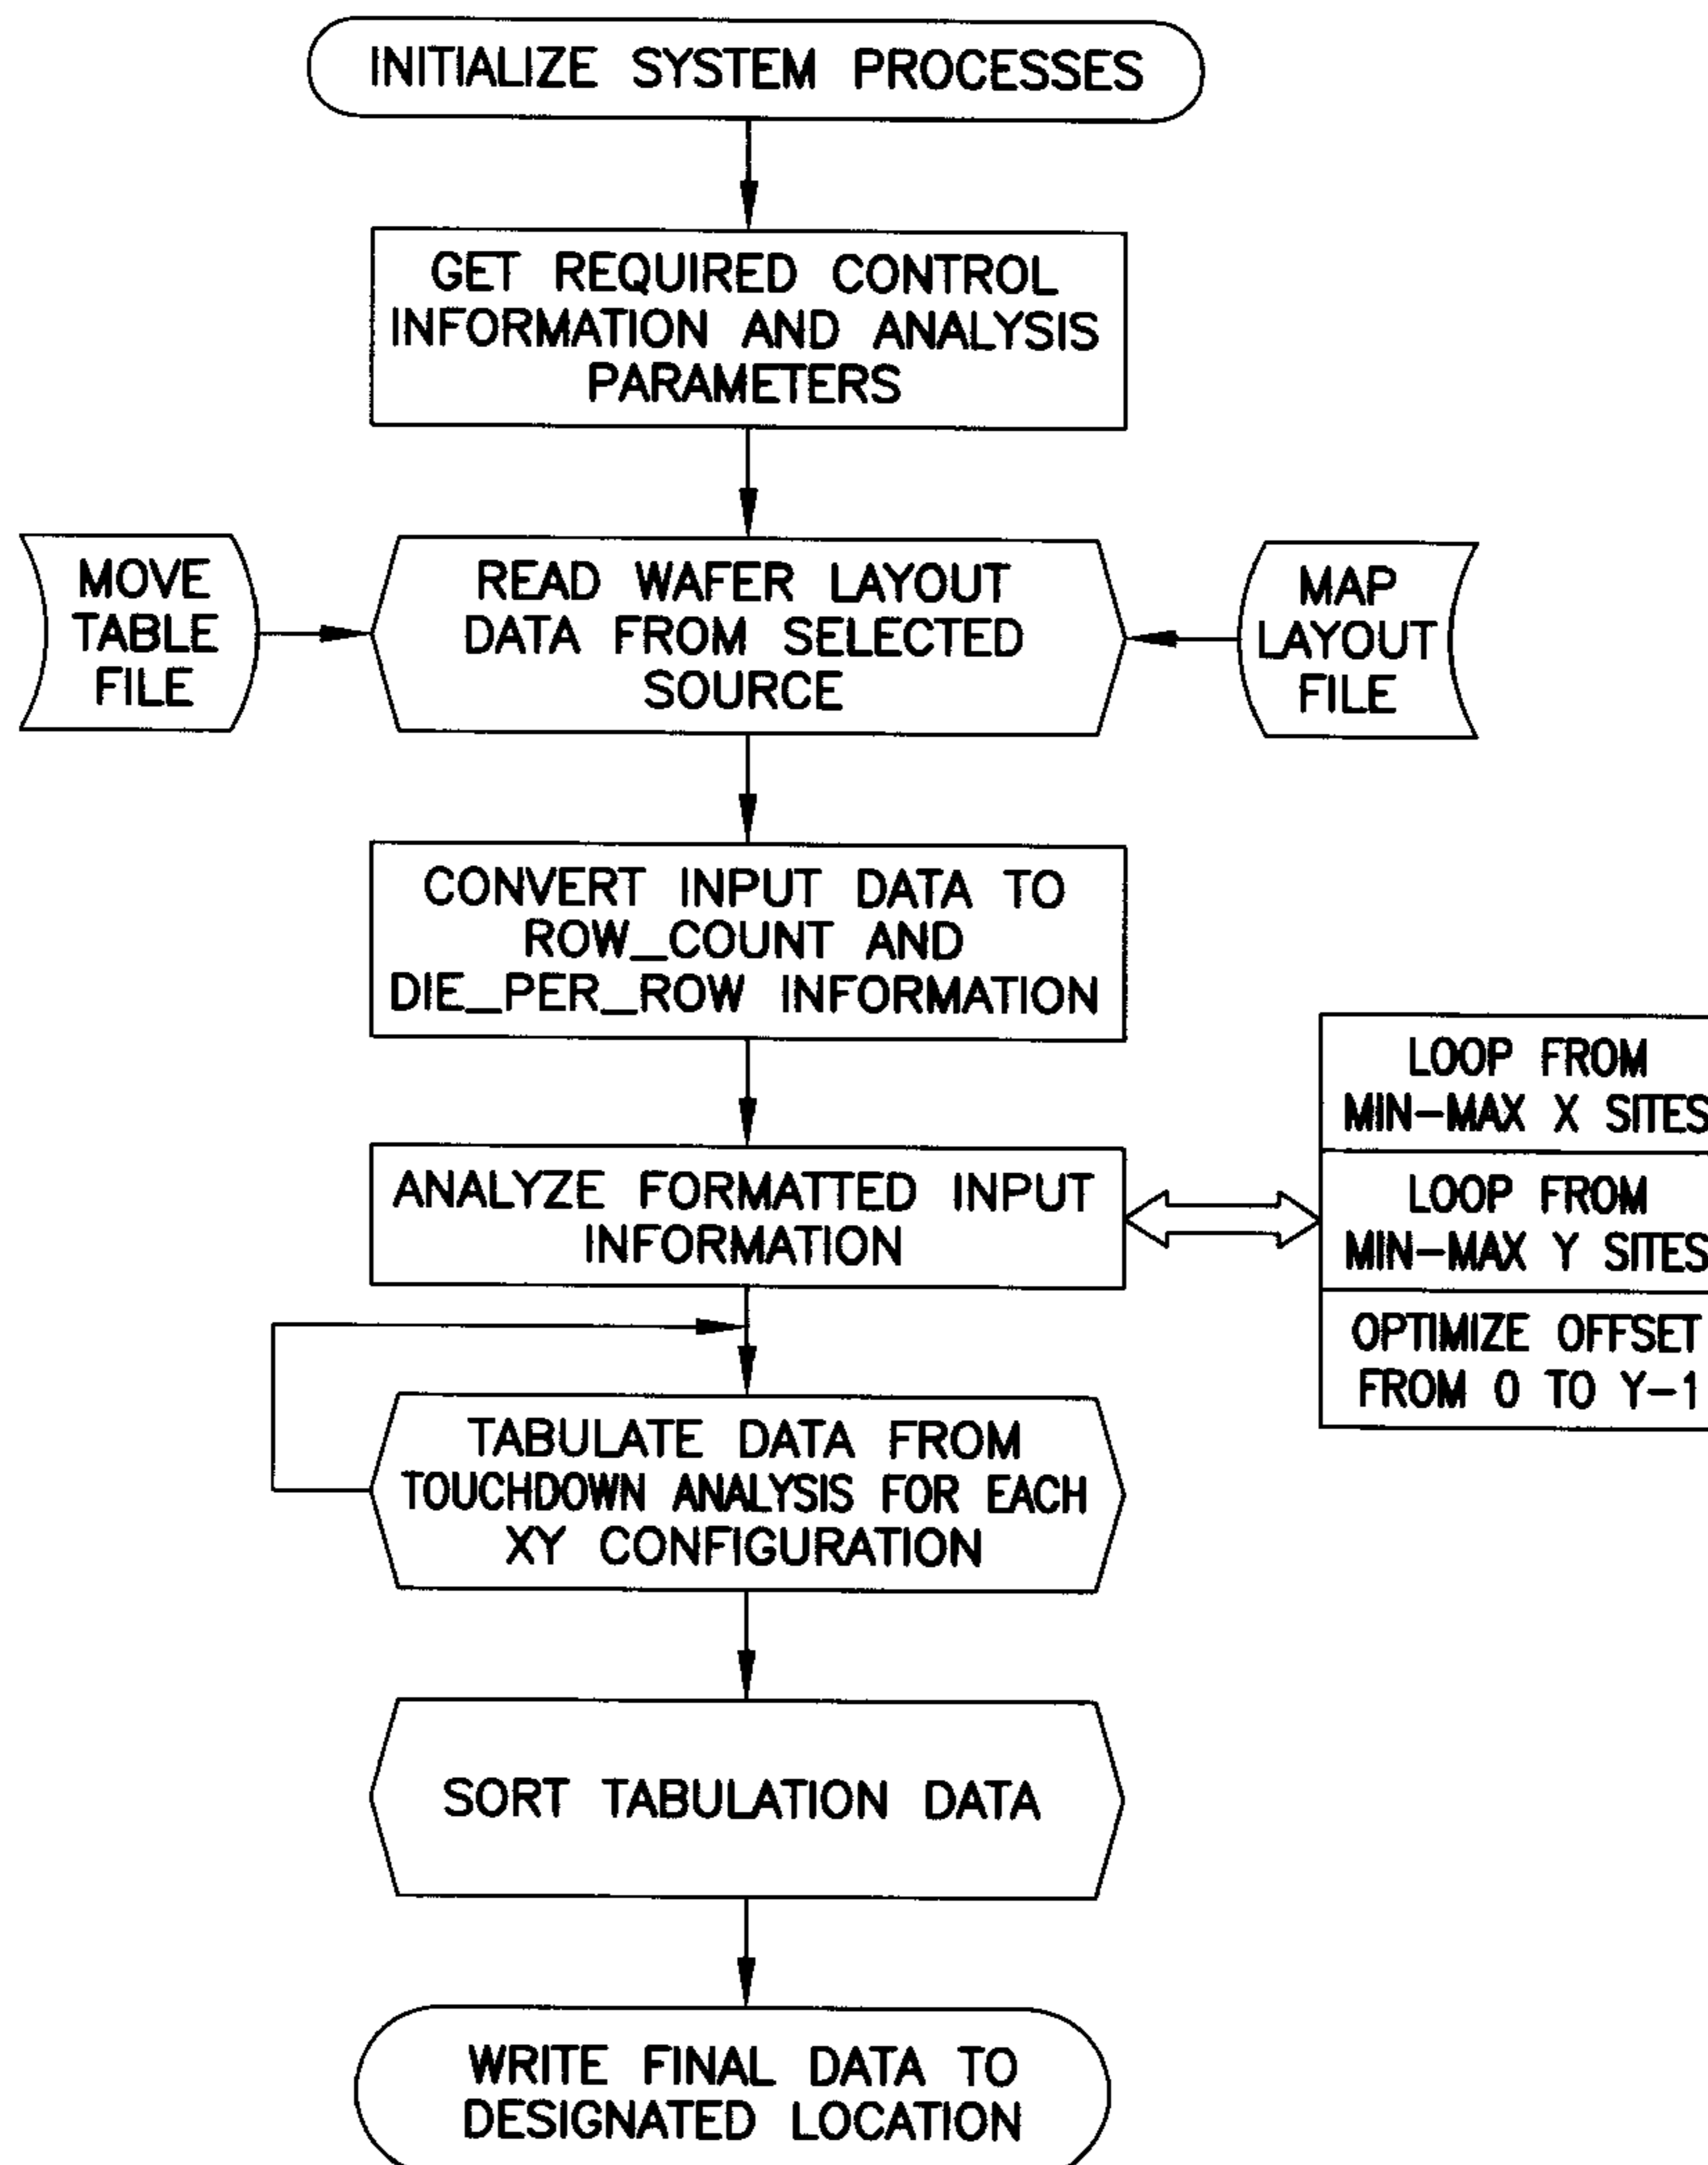 INITIALIZE SYSTEM PROCESSES
GET REQUIRED CONTROL
INFORMATION AND ANALYSIS
PARAMETERS
MOVE
TABLE
FILE
READ WAFER LAYOUT
DATA FROM SELECTED
SOURCE
MAP
LAYOUT
FILE
CONVERT INPUT DATA TO
ROW_COUNT AND
DIE_PER_ROW INFORMATION
ANALYZE FORMATTED INPUT
INFORMATION
LOOP FROM
MIN-MAX X SITES
LOOP FROM
MIN-MAX Y SITES
OPTIMIZE OFFSET
FROM 0 TO Y-1
TABULATE DATA FROM
TOUCHDOWN ANALYSIS FOR EACH
XY CONFIGURATION
SORT TABULATION DATA
WRITE FINAL DATA TO
DESIGNATED LOCATION